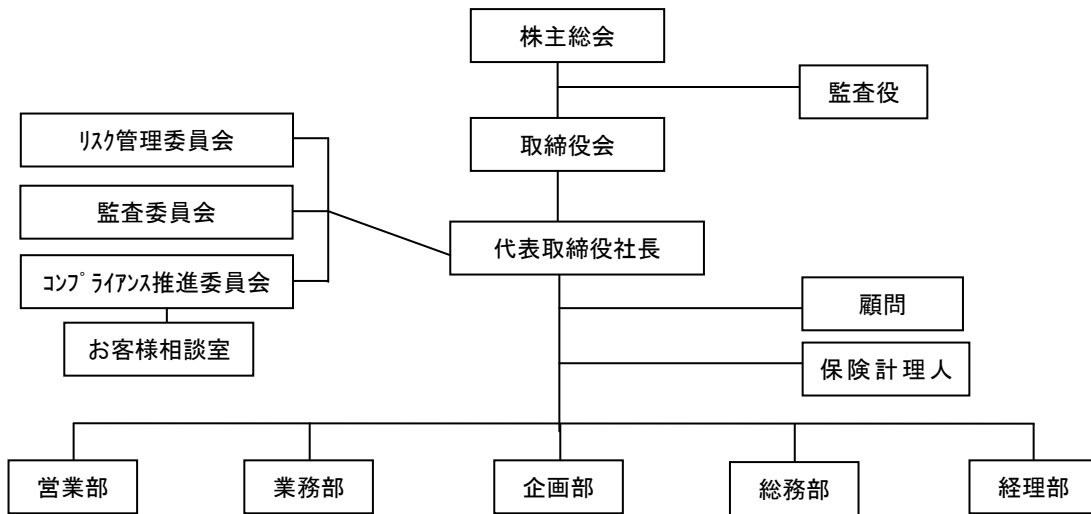 株主総会
監査役
リスク管理委員会
取締役会
監査委員会
代表取締役社長
コンプライアンス推進委員会
顧問
お客様相談室
保険計理人
営業部
業務部
企画部
総務部
経理部